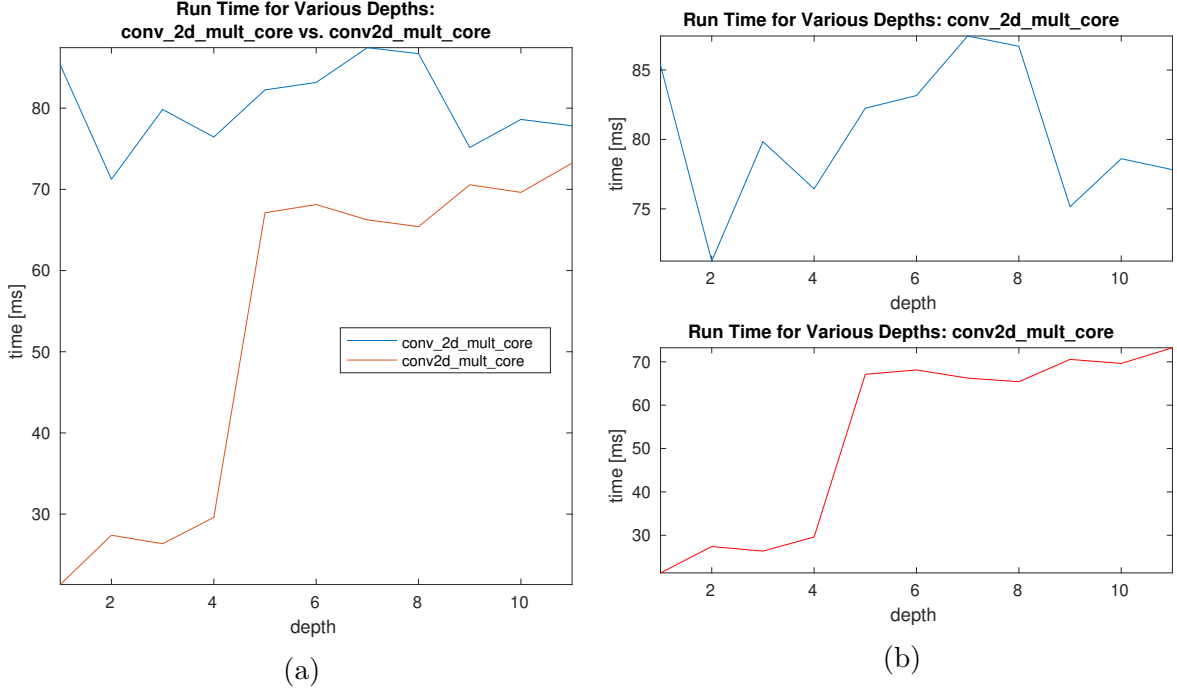 Run Time for Various Depths:
conv_2d_mult_core vs. conv2d_mult_core
80
70
60
50
40
30
time [ms]
conv_2d_mult_core
conv2d_mult_core
2
4
6
8
10
depth
(a)
Run Time for Various Depths: conv_2d_mult_core
85
80
75
time [ms]
2
4
6
8
10
depth
Run Time for Various Depths: conv2d_mult_core
70
60
50
40
30
time [ms]
2
4
6
8
10
depth
(b)